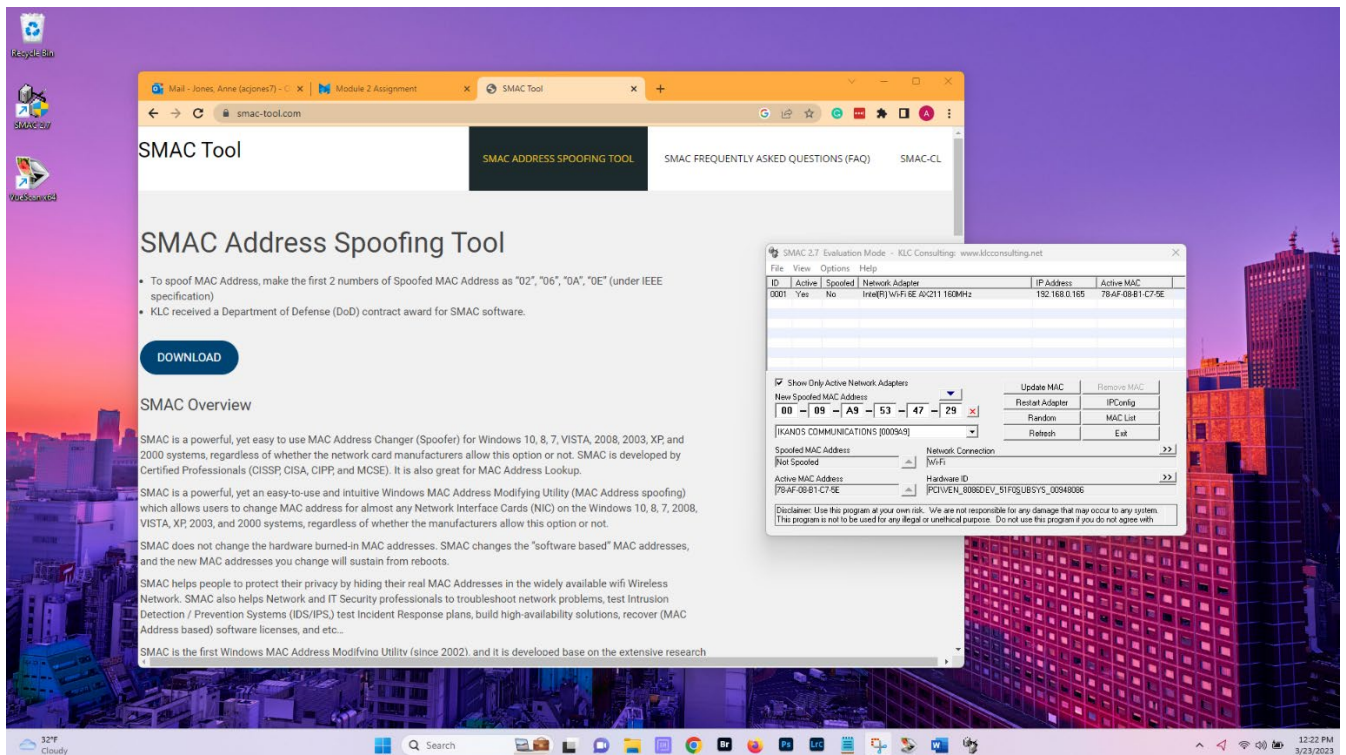 Recycle Bin
SMAC 2.7
VueScan x64
Mail - Jones, Anne (acjones7) - O
Module 2 Assignment
SMAC Tool
smac-tool.com
SMAC Tool
SMAC ADDRESS SPOOFING TOOL
SMAC FREQUENTLY ASKED QUESTIONS (FAQ)
SMAC-CL
SMAC Address Spoofing Tool
• To spoof MAC Address, make the first 2 numbers of Spoofed MAC Address as "02", "06", "0A", "0E" (under IEEE
specification)
• KLC received a Department of Defense (DoD) contract award for SMAC software.
DOWNLOAD
SMAC Overview
SMAC is a powerful, yet easy to use MAC Address Changer (Spoofer) for Windows 10, 8, 7, VISTA, 2008, 2003, XP, and
2000 systems, regardless of whether the network card manufacturers allow this option or not. SMAC is developed by
Certified Professionals (CISSP, CISA, CIPP, and MCSE). It is also great for MAC Address Lookup.
SMAC is a powerful, yet an easy-to-use and intuitive Windows MAC Address Modifying Utility (MAC Address spoofing)
which allows users to change MAC address for almost any Network Interface Cards (NIC) on the Windows 10, 8, 7, 2008,
VISTA, XP, 2003, and 2000 systems, regardless of whether the manufacturers allow this option or not.
SMAC does not change the hardware burned-in MAC addresses. SMAC changes the "software based" MAC addresses,
and the new MAC addresses you change will sustain from reboots.
SMAC helps people to protect their privacy by hiding their real MAC Addresses in the widely available wifi Wireless
Network. SMAC also helps Network and IT Security professionals to troubleshoot network problems, test Intrusion
Detection / Prevention Systems (IDS/IPS,) test Incident Response plans, build high-availability solutions, recover (MAC
Address based) software licenses, and etc...
SMAC is the first Windows MAC Address Modifying Utility (since 2002), and it is developed base on the extensive research
SMAC 2.7 Evaluation Mode - KLC Consulting: www.klcconsulting.net
File View Options Help
ID Active Spoofed Network Adapter IP Address Active MAC
0001 Yes No Intel(R) Wi-Fi 6E AX211 160MHz 192.168.0.165 78-AF-08-B1-C7-5E
Show Only Active Network Adapters
New Spoofed MAC Address
00 - 09 - A9 - 53 - 47 - 29
IKANOS COMMUNICATIONS [0009A9]
Update MAC Remove MAC
Restart Adapter IPConfig
Random MAC List
Refresh Exit
Spoofed MAC Address
Not Spoofed
Network Connection >>
Wi-Fi
Active MAC Address
78-AF-08-B1-C7-5E
Hardware ID >>
PCI\VEN_8086DEV_51F0SUBSYS_00948086
Disclaimer: Use this program at your own risk. We are not responsible for any damage that may occur to any system.
This program is not to be used for any illegal or unethical purpose. Do not use this program if you do not agree with
32°F
Cloudy
Search
Br
Ps
LrC
12:22 PM
3/23/2023